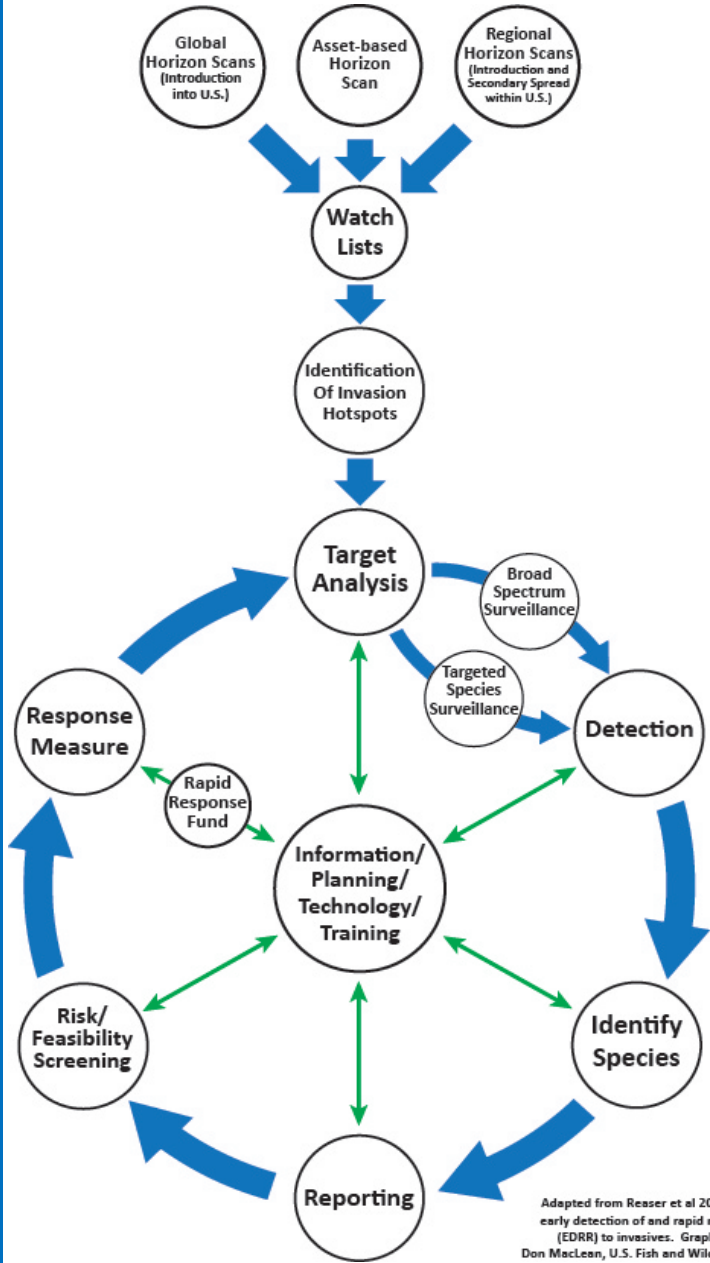 Global
Horizon Scans
(Introduction
into U.S.)
Asset-based
Horizon
Scan
Regional
Horizon Scans
(Introduction and
Secondary Spread
within U.S.)
Watch
Lists
Identification
Of Invasion
Hotspots
Target
Analysis
Broad
Spectrum
Surveillance
Targeted
Species
Surveillance
Detection
Response
Measure
Rapid
Response
Fund
Information/
Planning/
Technology/
Training
Risk/
Feasibility
Screening
Identify
Species
Reporting
Adapted from Reaser et al
early detection of and rapid
(EDRR) to invasives.
Don MacLean, U.S. Fish and